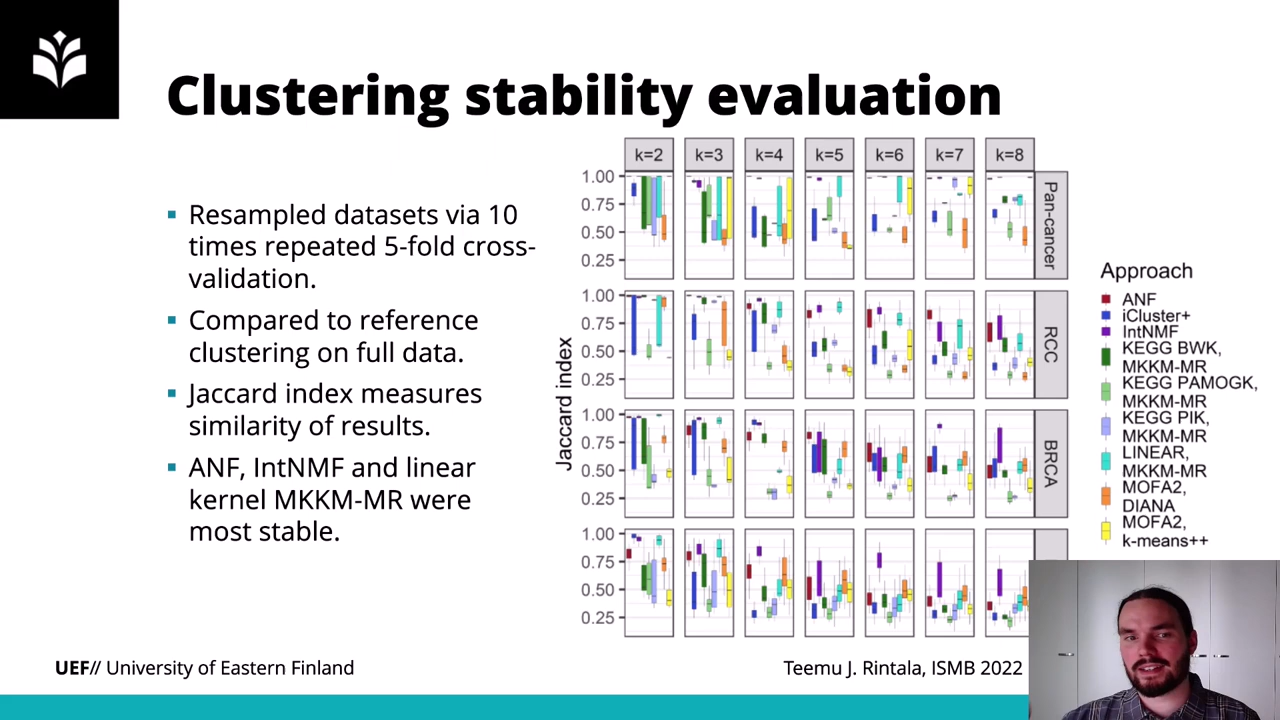 Clustering stability evaluation
▪ Resampled datasets via 10
times repeated 5-fold cross-
validation.
▪ Compared to reference
clustering on full data.
▪ Jaccard index measures
similarity of results.
▪ ANF, IntNMF and linear
kernel MKKM-MR were
most stable.
k=2 k=3 k=4 k=5 k=6 k=7 k=8
1.00
0.75
0.50
0.25
Pan-cancer
1.00
0.75
0.50
0.25
RCC
1.00
0.75
0.50
0.25
BRCA
1.00
0.75
0.50
0.25
Jaccard index
Approach
ANF
iCluster+
IntNMF
KEGG BWK,
MKKM-MR
KEGG PAMOGK,
MKKM-MR
KEGG PIK,
MKKM-MR
LINEAR,
MKKM-MR
MOFA2,
DIANA
MOFA2,
k-means++
UEF// University of Eastern Finland
Teemu J. Rintala, ISMB 2022